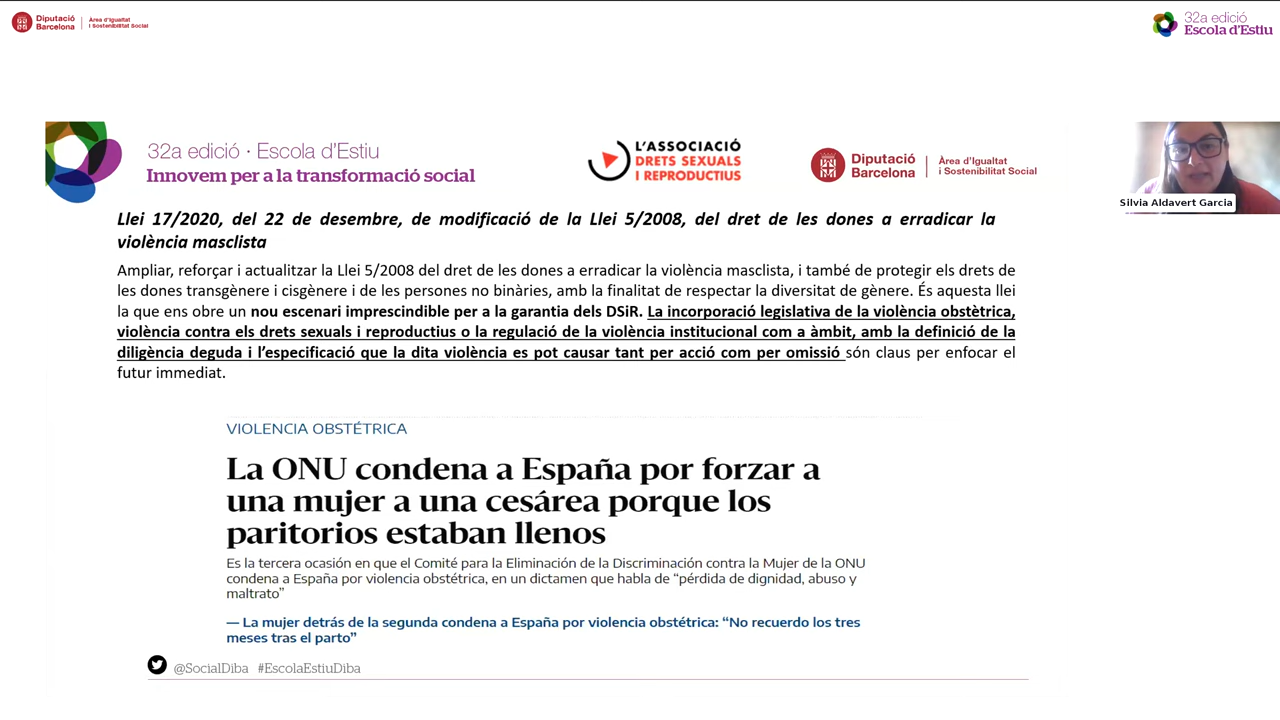 Diputació
Barcelona
Àrea d'Igualtat
i Sostenibilitat Social
32a edició
Escola d'Estiu
32a edició · Escola d'Estiu
Innovem per a la transformació social
L'ASSOCIACIÓ
DRETS SEXUALS
I REPRODUCTIUS
Diputació
Barcelona
Àrea d'Igualtat
i Sostenibilitat Social
Silvia Aldavert Garcia
Llei 17/2020, del 22 de desembre, de modificació de la Llei 5/2008, del dret de les dones a erradicar la
violència masclista
Ampliar, reforçar i actualitzar la Llei 5/2008 del dret de les dones a erradicar la violència masclista, i també de protegir els drets de
les dones transgènere i cisgènere i de les persones no binàries, amb la finalitat de respectar la diversitat de gènere. És aquesta llei
la que ens obre un nou escenari imprescindible per a la garantia dels DSiR. La incorporació legislativa de la violència obstètrica,
violència contra els drets sexuals i reproductius o la regulació de la violència institucional com a àmbit, amb la definició de la
diligència deguda i l'especificació que la dita violència es pot causar tant per acció com per omissió són claus per enfocar el
futur immediat.
VIOLENCIA OBSTÉTRICA
La ONU condena a España por forzar a
una mujer a una cesárea porque los
paritorios estaban llenos
Es la tercera ocasión en que el Comité para la Eliminación de la Discriminación contra la Mujer de la ONU
condena a España por violencia obstétrica, en un dictamen que habla de “pérdida de dignidad, abuso y
maltrato”
— La mujer detrás de la segunda condena a España por violencia obstétrica: “No recuerdo los tres
meses tras el parto”
@SocialDiba #EscolaEstiuDiba